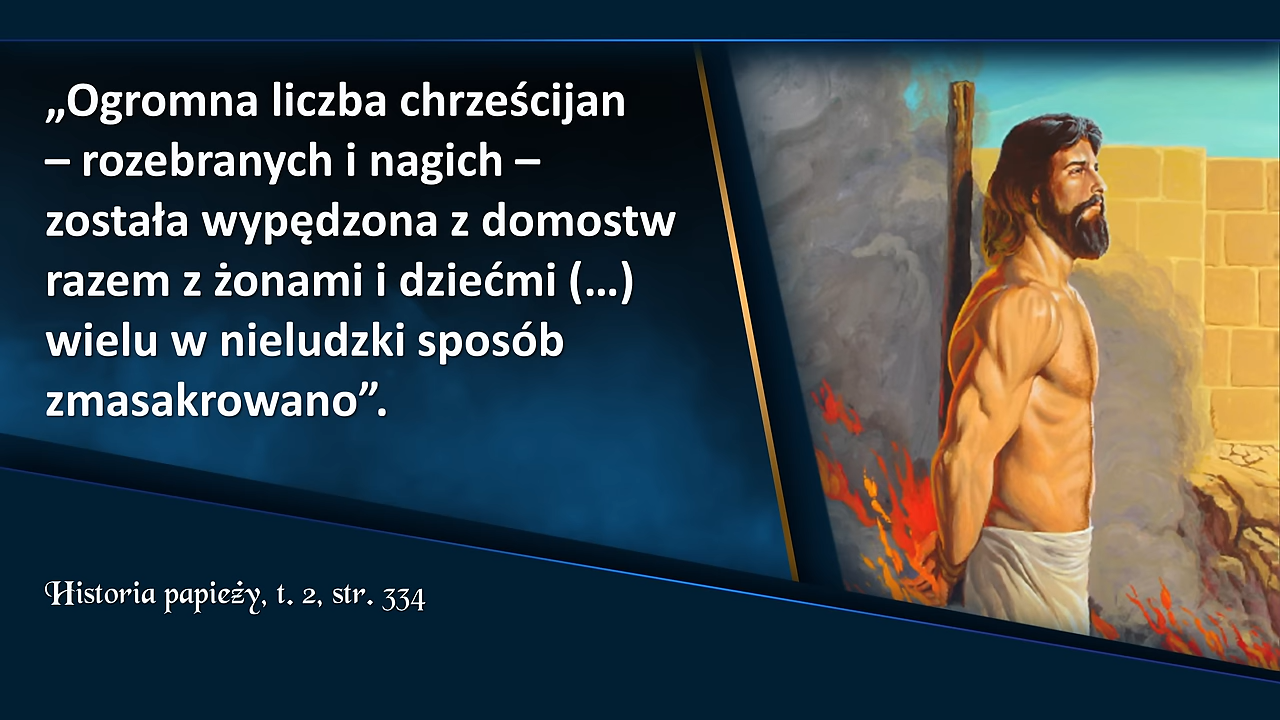 „Ogromna liczba chrześcijan
– rozebranych i nagich –
została wypędzona z domostw
razem z żonami i dziećmi (...)
wielu w nieludzki sposób
zmasakrowano”.
Historia papieży, t. 2, str. 334